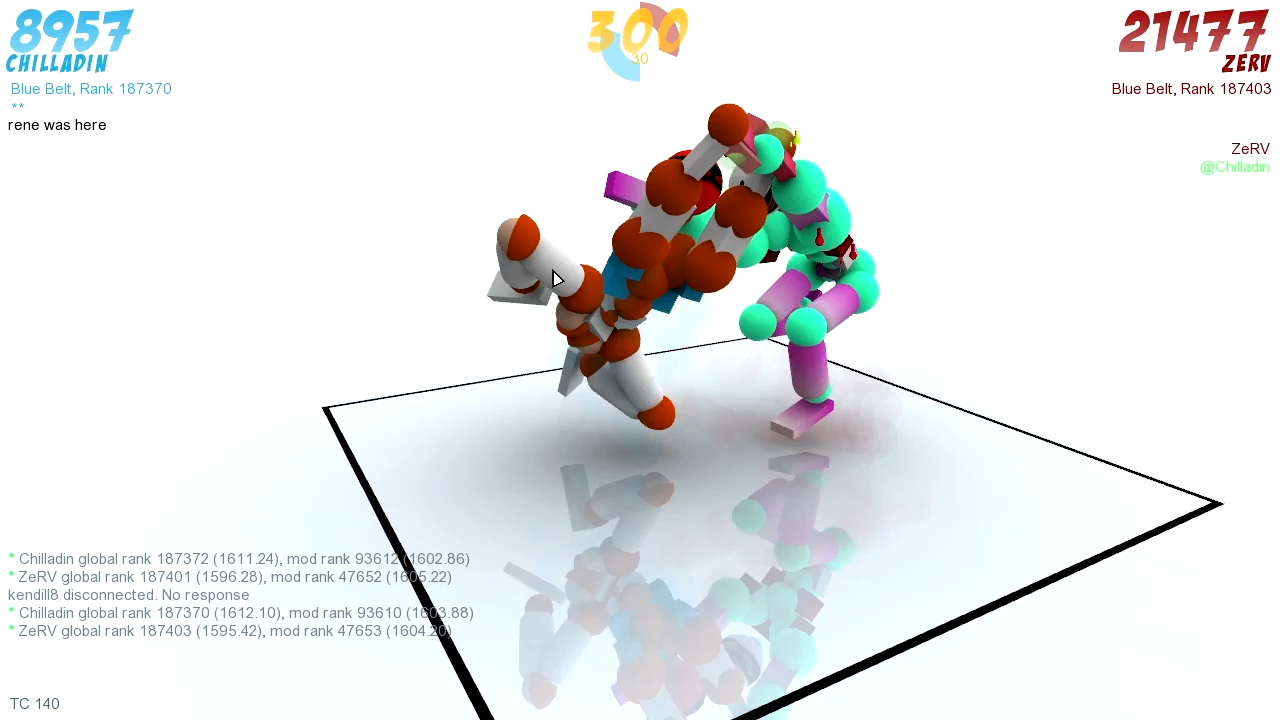 8957
CHILLADIN
Blue Belt, Rank 187370
**
rene was here
300
30
21477
ZERV
Blue Belt, Rank 187403
ZeRV
@Chilladin
* Chilladin global rank 187372 (1611.24), mod rank 93612 (1602.86)
* ZeRV global rank 187401 (1596.28), mod rank 47652 (1605.22)
kendill8 disconnected. No response
* Chilladin global rank 187370 (1612.10), mod rank 93610 (1603.88)
* ZeRV global rank 187403 (1595.42), mod rank 47653 (1604.20)
TC 140